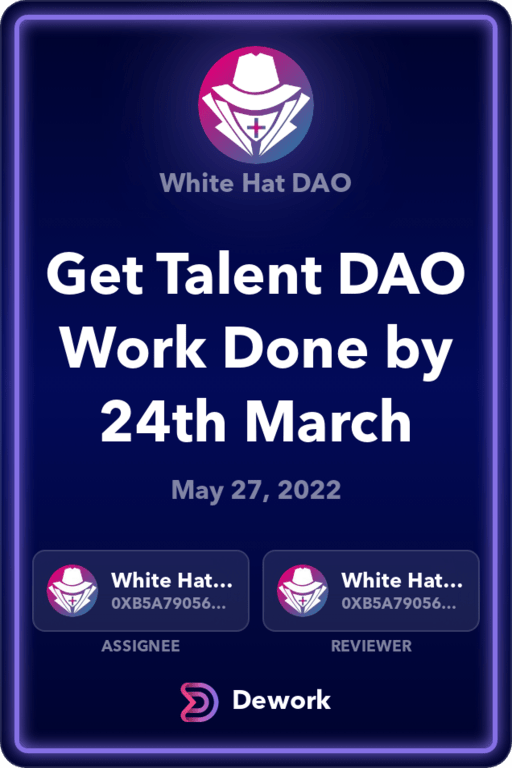 White Hat DAO
Get Talent DAO
Work Done by
24th March
May 27, 2022
White Hat...
0XB5A79056...
White Hat...
0XB5A79056...
ASSIGNEE
REVIEWER
Dework